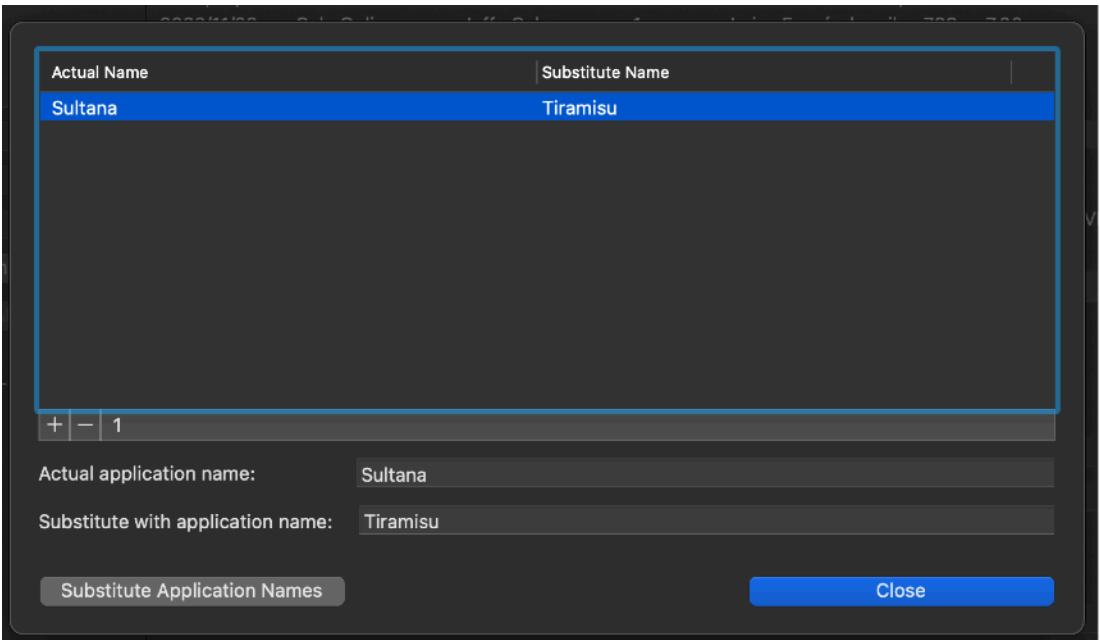 Actual Name Substitute Name
Sultana Tiramisu
+ − 1
Actual application name: Sultana
Substitute with application name: Tiramisu
Substitute Application Names Close